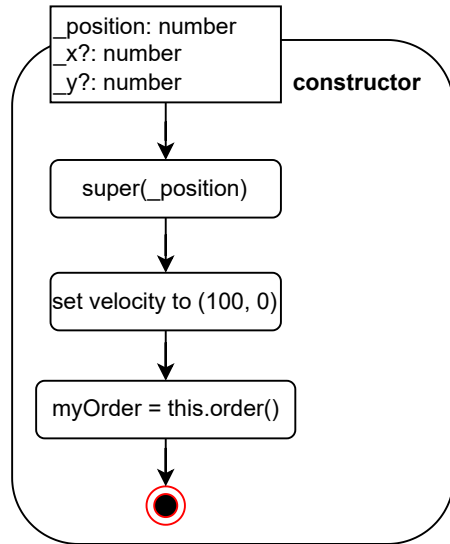 _position: number
_x?: number
_y?: number
constructor
super(_position)
set velocity to (100, 0)
myOrder = this.order()